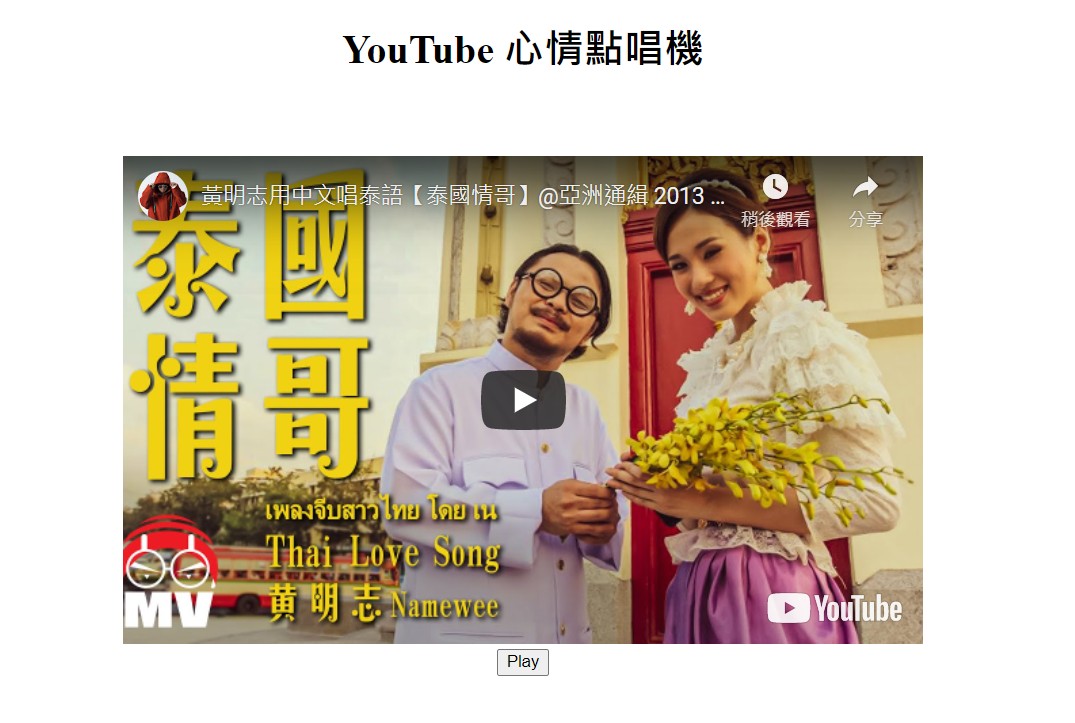 YouTube 心情點唱機
黃明志用中文唱泰語【泰國情哥】@亞洲通緝 2013 ...
稍後觀看
分享
泰國
情哥
เพลงจีบสาวไทย โดย เน
Thai Love Song
黄明志 Namewee
MV
YouTube
Play